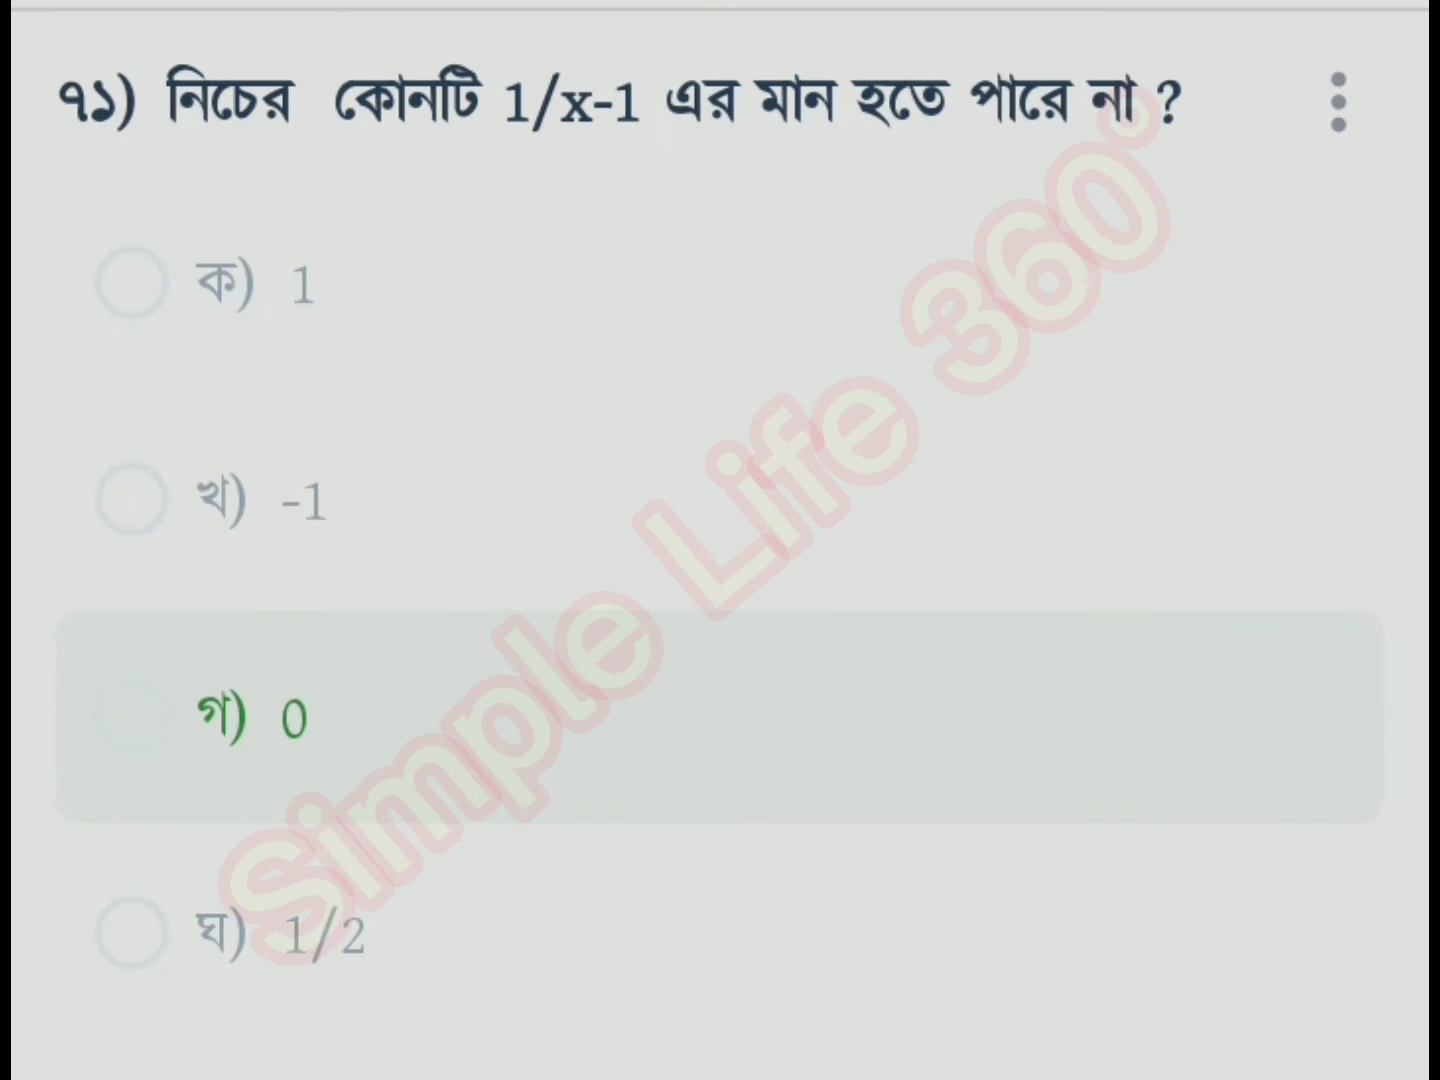 ৭১) নিচের কোনটি 1/x-1 এর মান হতে পারে না ?
ক) 1
খ) -1
গ) 0
ঘ) 1/2
Simple Life 360°